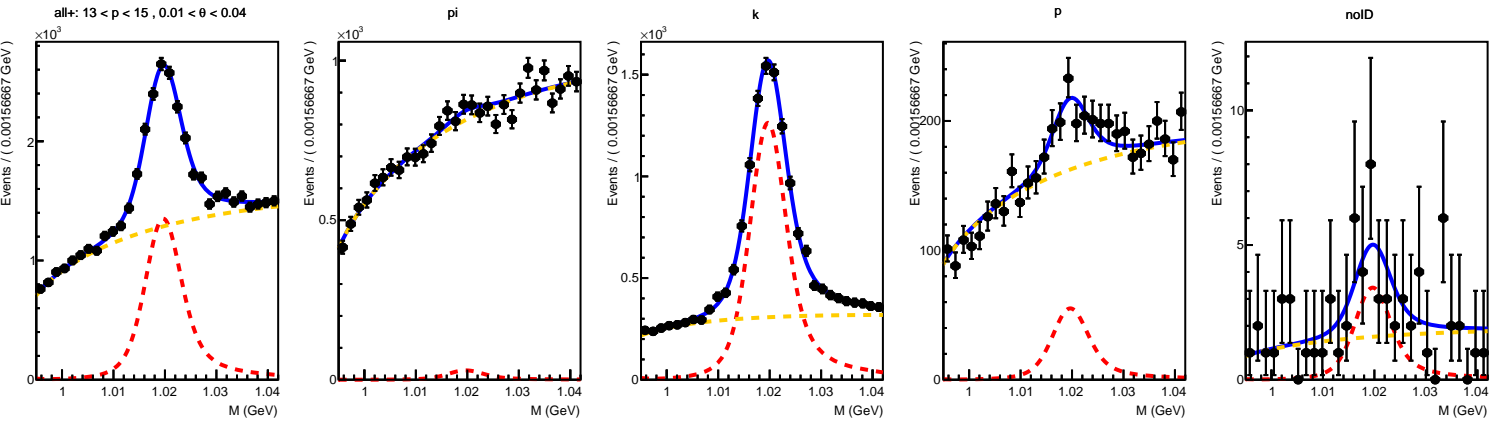 all+: 13 < p < 15 , 0.01 < θ < 0.04
×10³
Events / ( 0.00156667 GeV )
2
1
0
1 1.01 1.02 1.03 1.04
M (GeV)
pi
×10³
Events / ( 0.00156667 GeV )
1
0.5
0
1 1.01 1.02 1.03 1.04
M (GeV)
k
×10³
Events / ( 0.00156667 GeV )
1.5
1
0.5
0
1 1.01 1.02 1.03 1.04
M (GeV)
p
Events / ( 0.00156667 GeV )
200
100
0
1 1.01 1.02 1.03 1.04
M (GeV)
noID
Events / ( 0.00156667 GeV )
10
5
0
1 1.01 1.02 1.03 1.04
M (GeV)